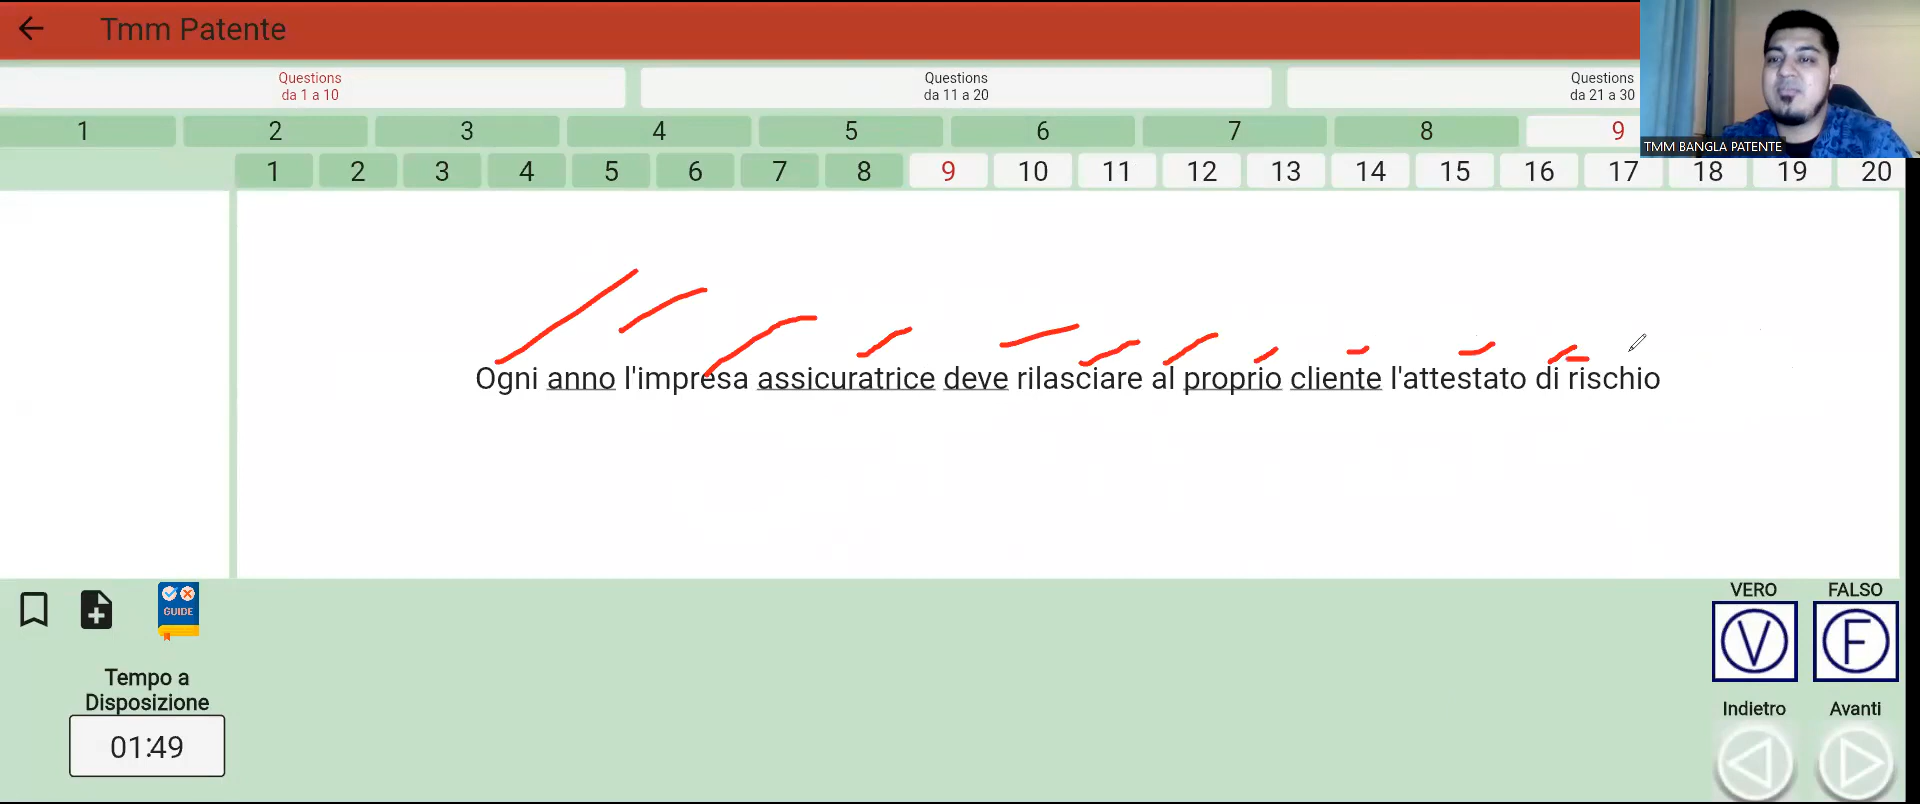 Tmm Patente
Questions
da 1 a 10
Questions
da 11 a 20
Questions
da 21 a 30
1 2 3 4 5 6 7 8 9
TMM BANGLA PATENTE
1 2 3 4 5 6 7 8 9 10 11 12 13 14 15 16 17 18 19 20
Ogni anno l'impresa assicuratrice deve rilasciare al proprio cliente l'attestato di rischio
GUIDE
VERO FALSO
V F
Tempo a
Disposizione
01:49
Indietro Avanti